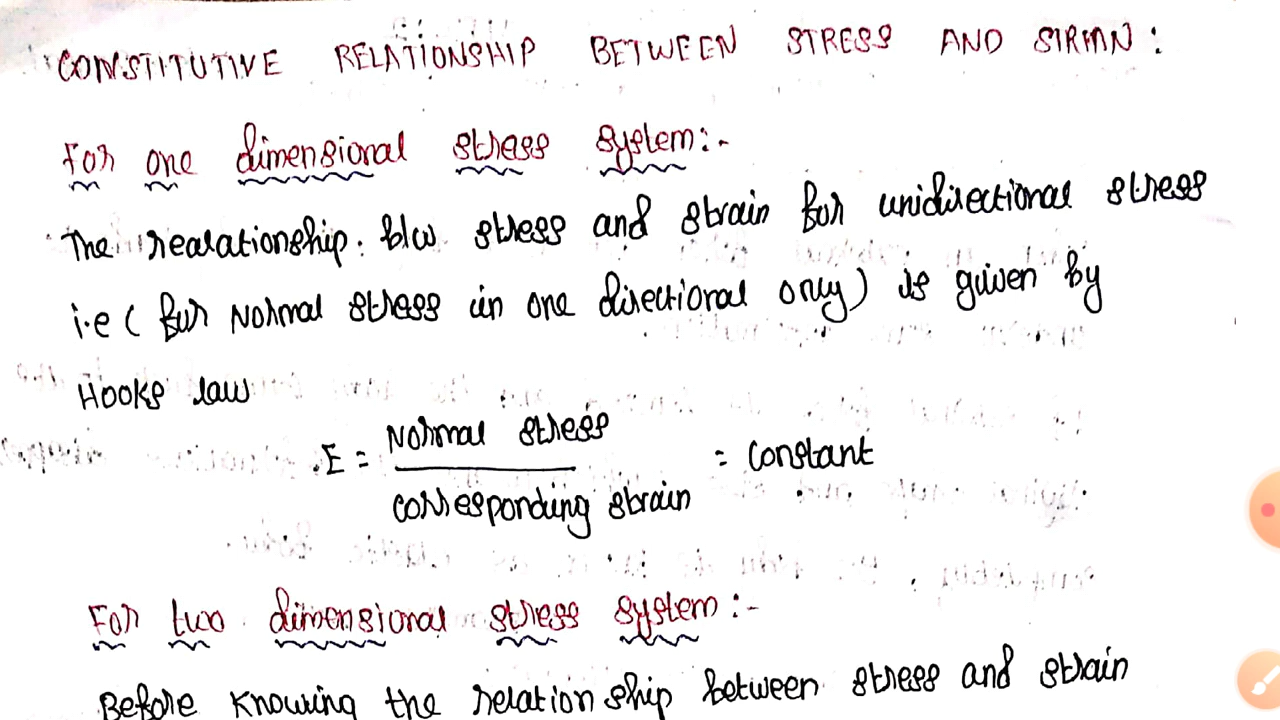 CONSTITUTIVE RELATIONSHIP BETWEEN STRESS AND STRAIN :
For one dimensional stress system:-
The realationship. b/w stress and strain for unidirectional stress
i.e ( for Normal stress in one directional only) is given by
Hooks law
E = Normal stress / corresponding strain = constant
For two dimensional stress system:-
Before knowing the relation ship between stress and strain